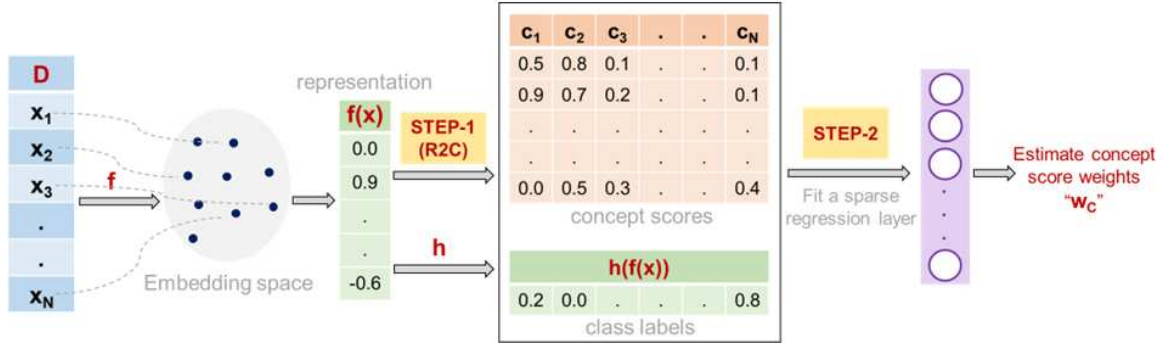 D
x1
x2
x3
.
.
xN
f
Embedding space
representation
f(x)
0.0
0.9
.
.
-0.6
STEP-1
(R2C)
h
c1 c2 c3 . . cN
0.5 0.8 0.1 . . 0.1
0.9 0.7 0.2 . . 0.1
. . . . . .
. . . . . .
0.0 0.5 0.3 . . 0.4
concept scores
h(f(x))
0.2 0.0 . . . 0.8
class labels
STEP-2
Fit a sparse
regression layer
.
.
.
Estimate concept
score weights
“wC”